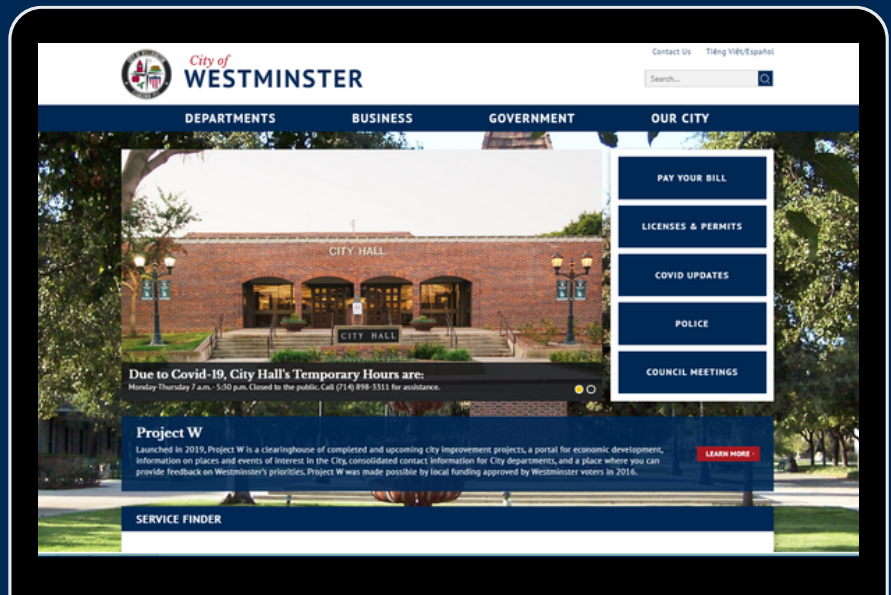 City of
WESTMINSTER
Contact Us Tiếng Việt/Español
Search...
DEPARTMENTS BUSINESS GOVERNMENT OUR CITY
CITY HALL
CITY HALL
Due to Covid-19, City Hall's Temporary Hours are:
Monday-Thursday 7 a.m. - 5:30 p.m. Closed to the public. Call (714) 898-3311 for assistance.
PAY YOUR BILL
LICENSES & PERMITS
COVID UPDATES
POLICE
COUNCIL MEETINGS
Project W
Launched in 2019, Project W is a clearinghouse of completed and upcoming city improvement projects, a portal for economic development,
information on places and events of interest in the City, consolidated contact information for City departments, and a place where you can
provide feedback on Westminster's priorities. Project W was made possible by local funding approved by Westminster voters in 2016.
LEARN MORE ›
SERVICE FINDER